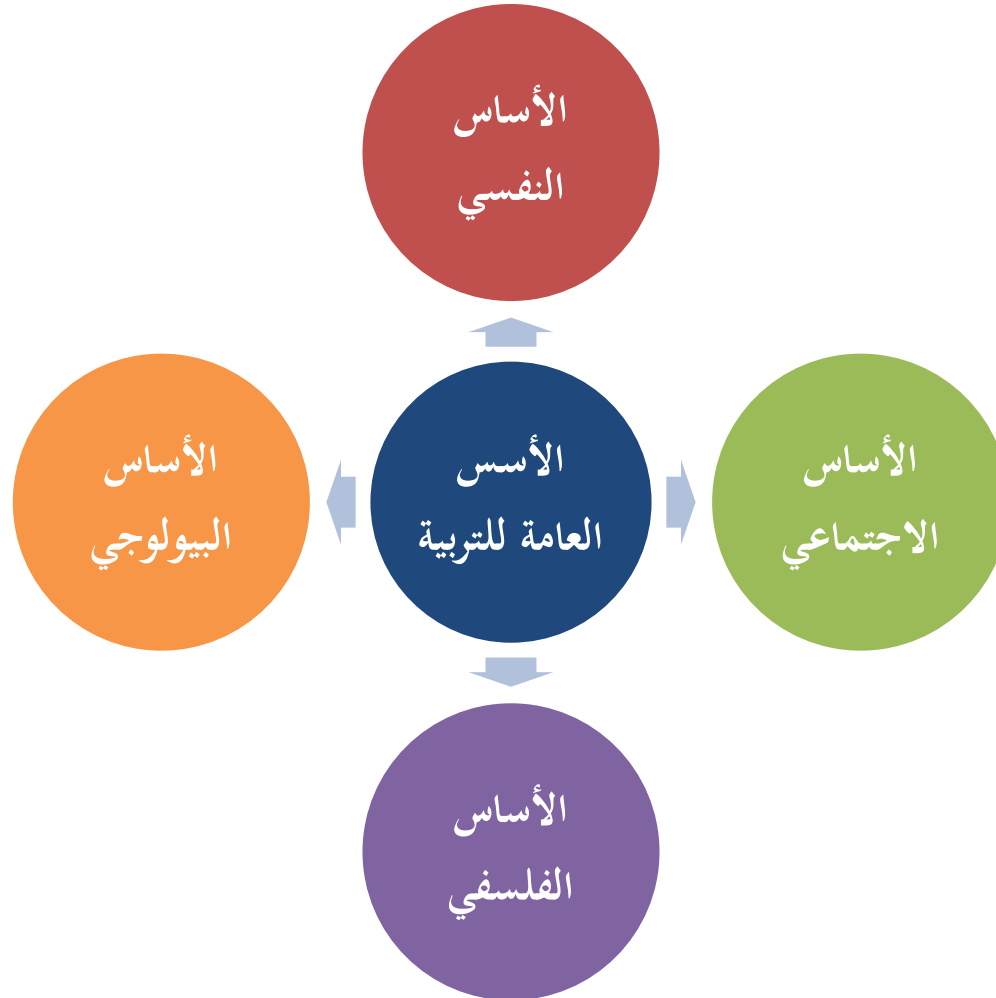 الأساس
النفسي
الأساس
الاجتماعي
الأسس
العامة للتربية
الأساس
البيولوجي
الأساس
الفلسفي